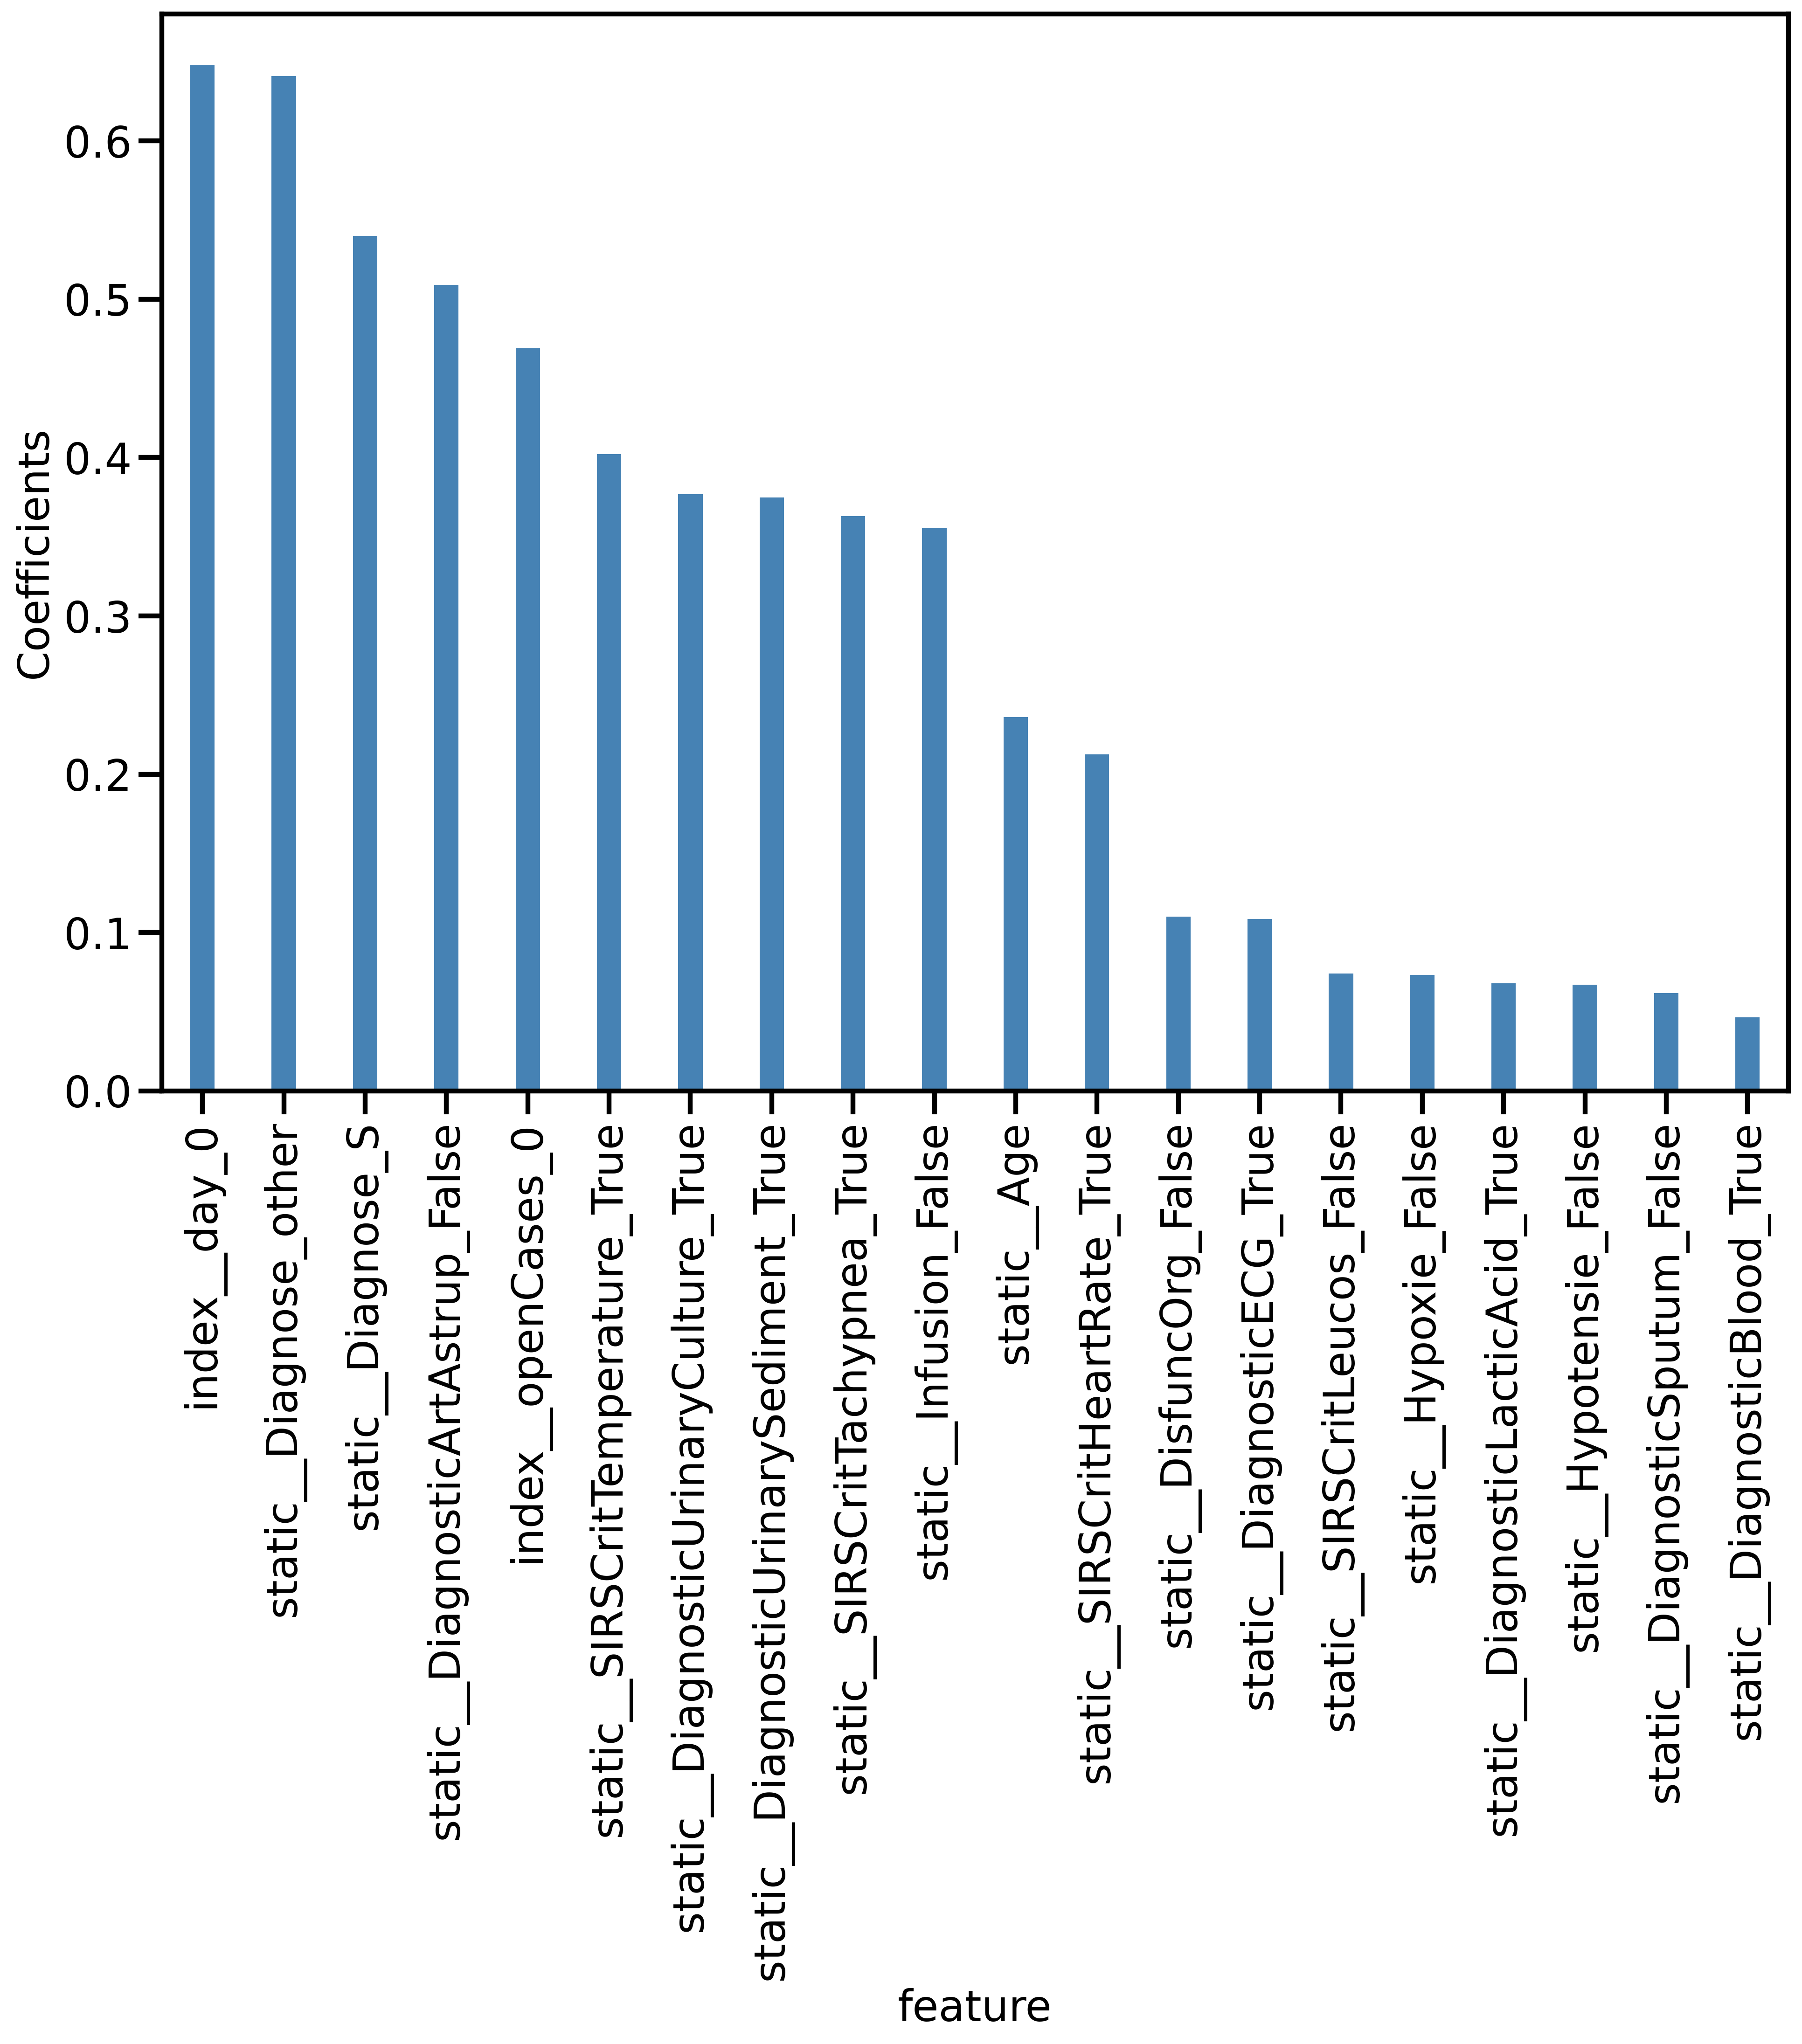 Coefficients
0.6
0.5
0.4
0.3
0.2
0.1
0.0
index__day_0
static__Diagnose_other
static__Diagnose_S
static__DiagnosticArtAstrup_False
index__openCases_0
static__SIRSCritTemperature_True
static__DiagnosticUrinaryCulture_True
static__DiagnosticUrinarySediment_True
static__SIRSCritTachypnea_True
static__Infusion_False
static__Age
static__SIRSCritHeartRate_True
static__DisfuncOrg_False
static__DiagnosticECG_True
static__SIRSCritLeucos_False
static__Hypoxie_False
static__DiagnosticLacticAcid_True
static__Hypotensie_False
static__DiagnosticSputum_False
static__DiagnosticBlood_True
feature